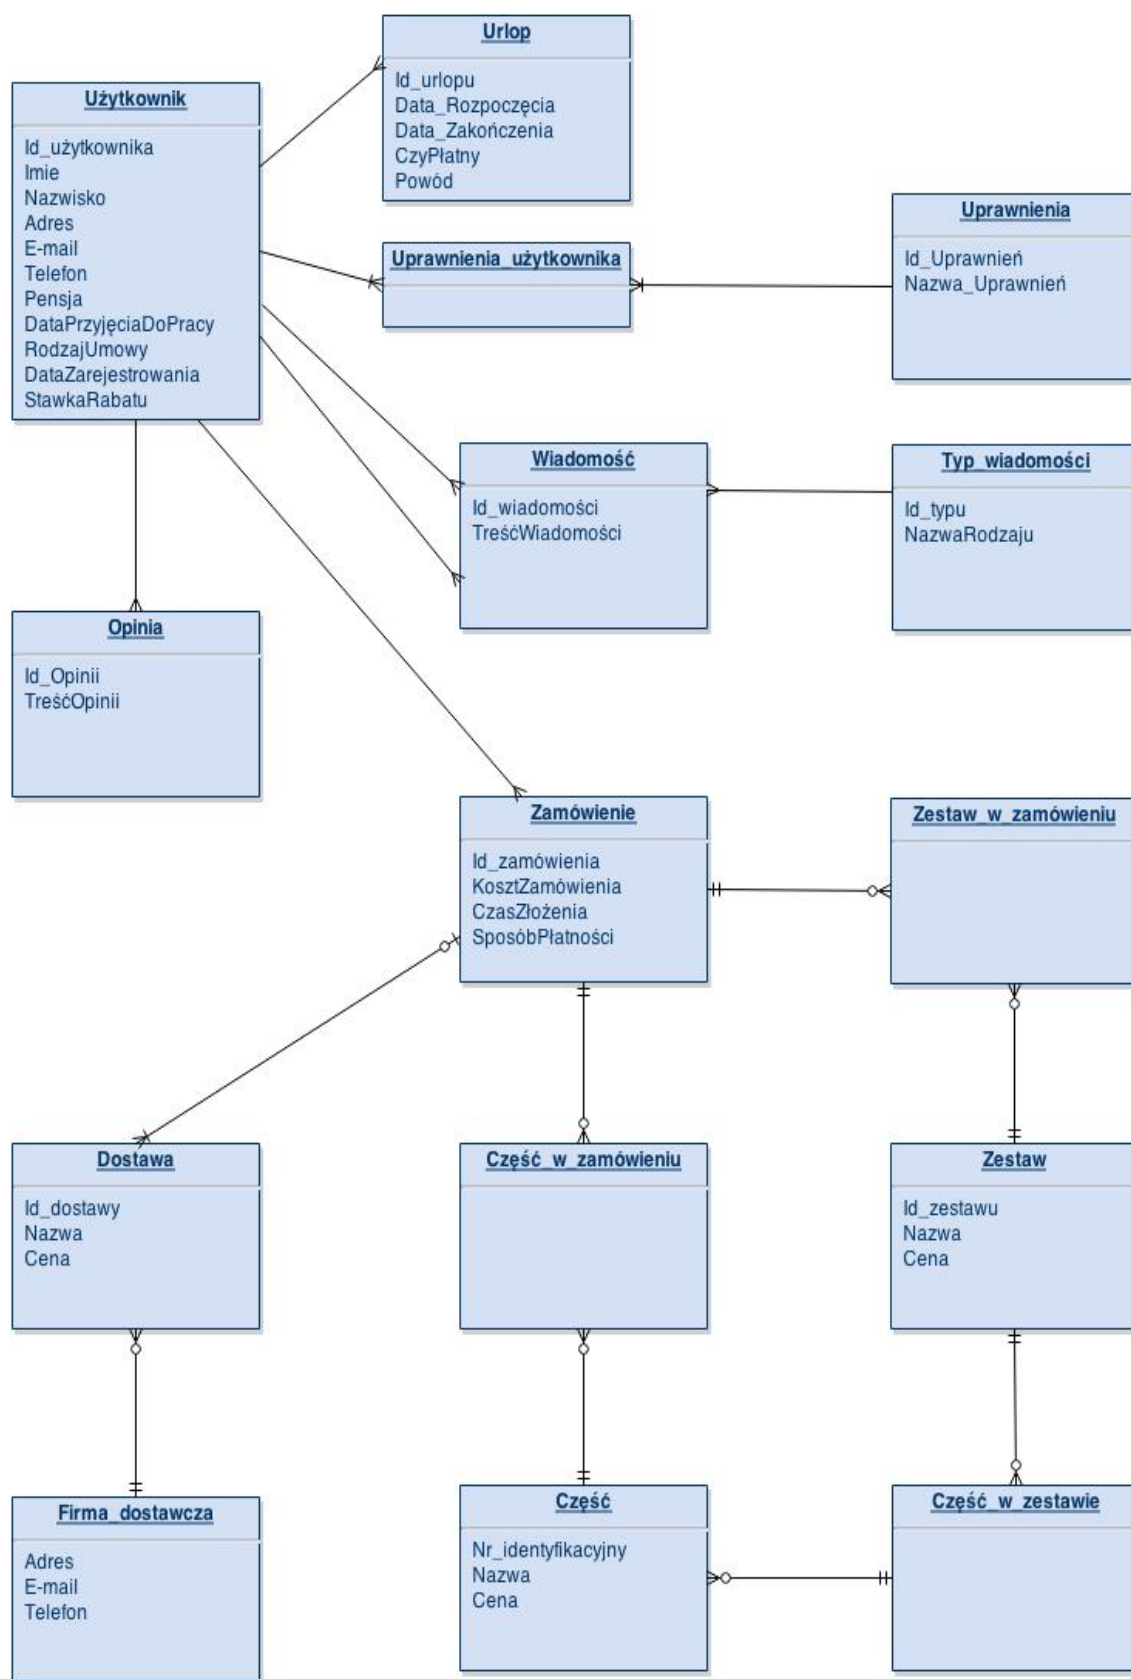 Urlop
Id_urlopu
Data_Rozpoczęcia
Data_Zakończenia
CzyPłatny
Powód
Użytkownik
Id_użytkownika
Imie
Nazwisko
Adres
E-mail
Telefon
Pensja
DataPrzyjęciaDoPracy
RodzajUmowy
DataZarejestrowania
StawkaRabatu
Uprawnienia_użytkownika
Uprawnienia
Id_Uprawnień
Nazwa_Uprawnień
Wiadomość
Id_wiadomości
TreśćWiadomości
Typ_wiadomości
Id_typu
NazwaRodzaju
Opinia
Id_Opinii
TreśćOpinii
Zamówienie
Id_zamówienia
KosztZamówienia
CzasZłożenia
SposóbPłatności
Zestaw_w_zamówieniu
Dostawa
Id_dostawy
Nazwa
Cena
Część_w_zamówieniu
Zestaw
Id_zestawu
Nazwa
Cena
Firma_dostawcza
Adres
E-mail
Telefon
Część
Nr_identyfikacyjny
Nazwa
Cena
Część_w_zestawie